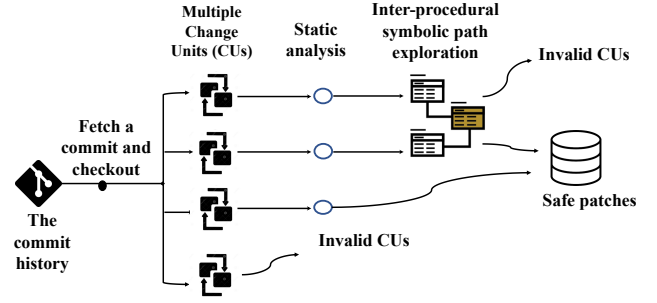 Multiple
Change
Units (CUs)
Static
analysis
Inter-procedural
symbolic path
exploration
Invalid CUs
Fetch a
commit and
checkout
The
commit
history
Invalid CUs
Safe patches